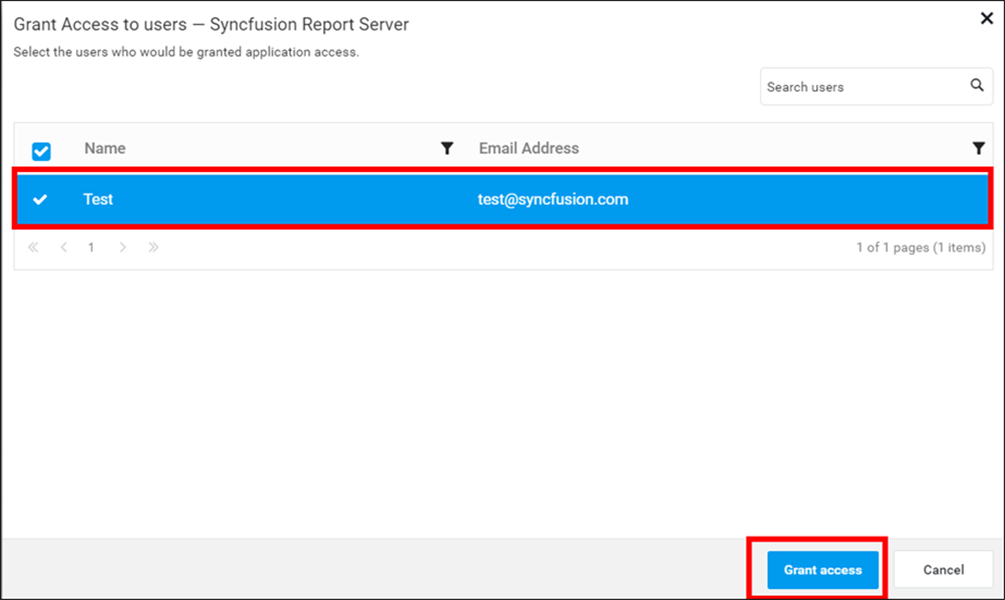 Grant Access to users — Syncfusion Report Server
Select the users who would be granted application access.
Search users
Name Email Address
Test test@syncfusion.com
1 1 of 1 pages (1 items)
Grant access Cancel